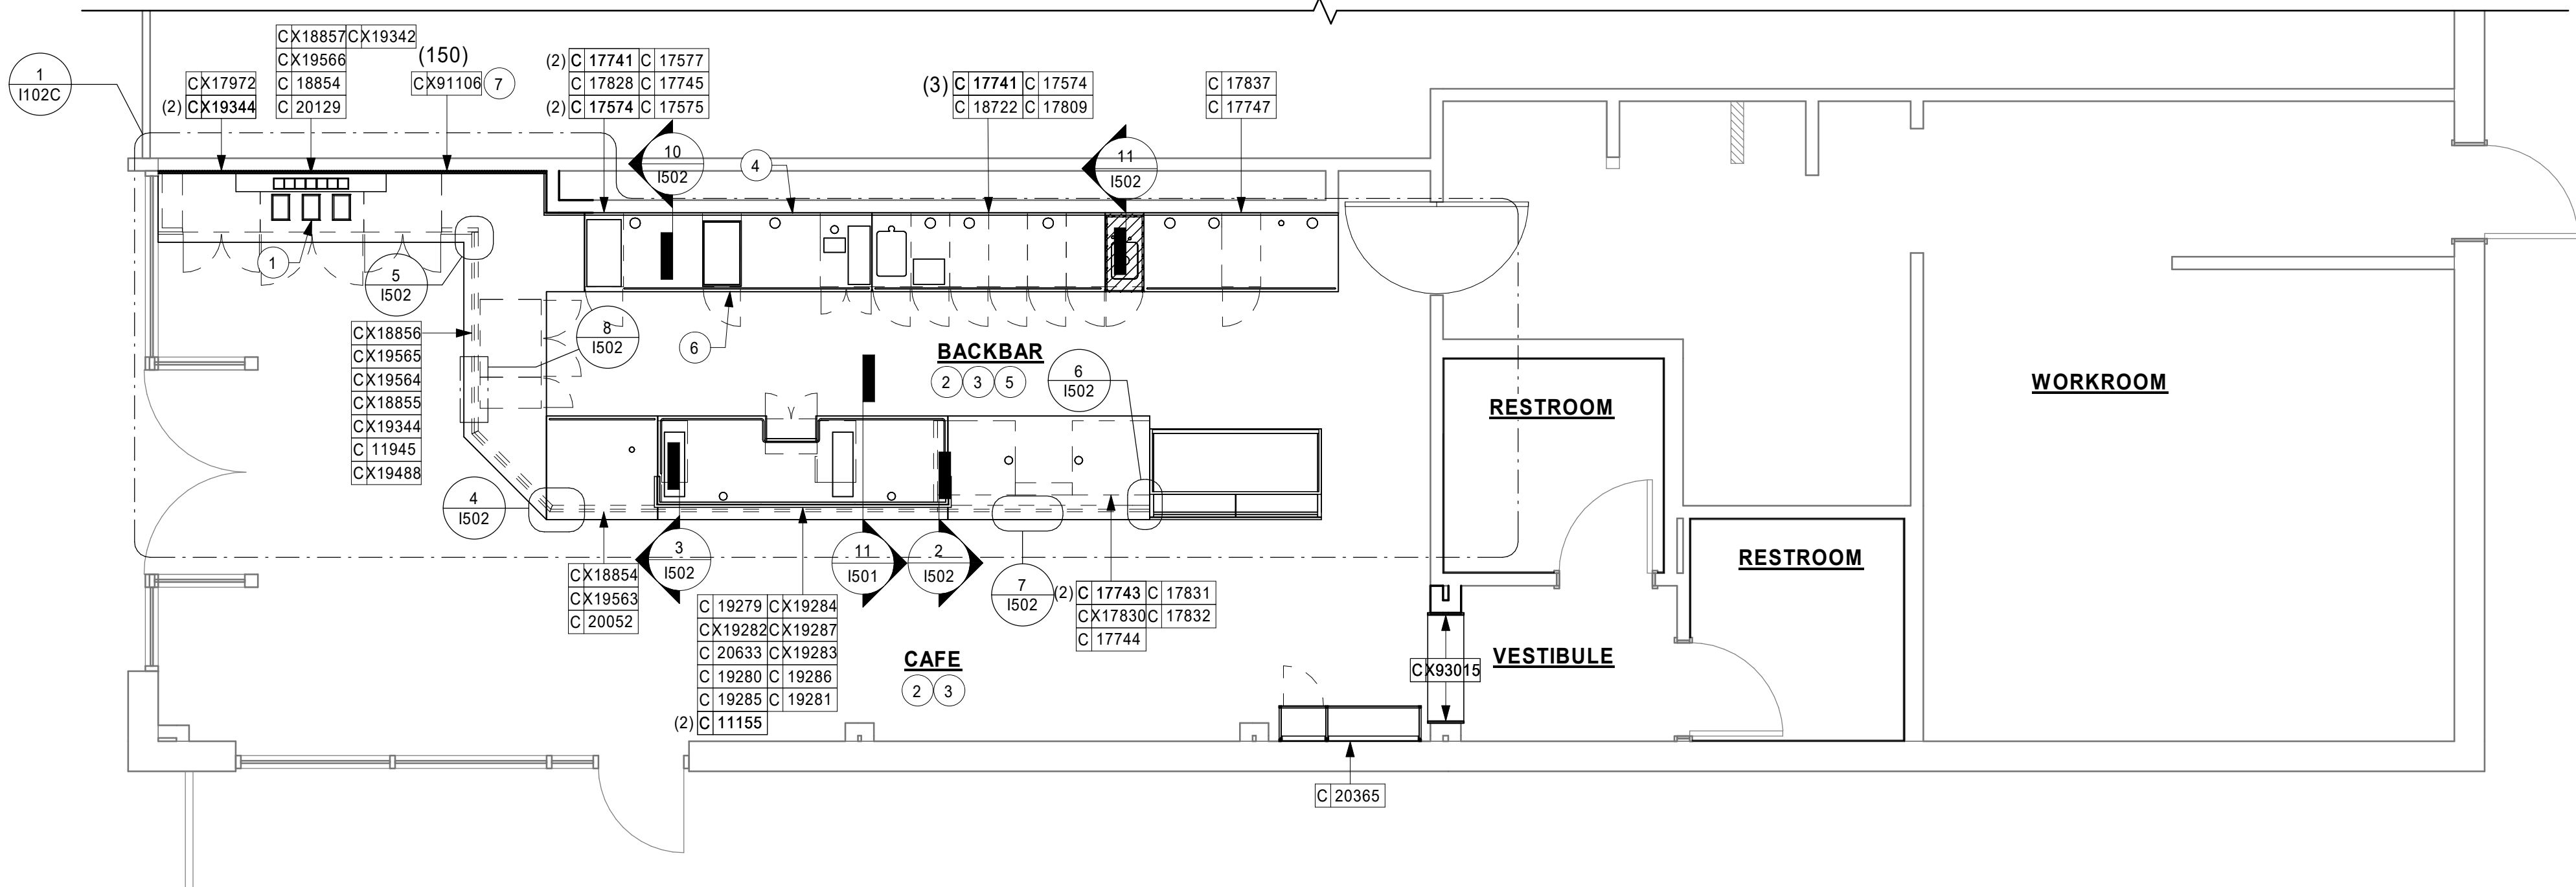 1
I102C
CX17972
(2) CX19344
CX18857 CX19342
CX19566
C 18854
C 20129
(150)
CX91106 7
(2) C 17741 C 17577
C 17828 C 17745
(2) C 17574 C 17575
(3) C 17741 C 17574
C 18722 C 17809
C 17837
C 17747
10
I502
4
11
I502
1
5
I502
8
I502
6
CX18856
CX19565
CX19564
CX18855
CX19344
C 11945
CX19488
BACKBAR
2 3 5
6
I502
RESTROOM
WORKROOM
4
I502
3
I502
11
I501
2
I502
7
I502
RESTROOM
CX18854
CX19563
C 20052
C 19279 CX19284
CX19282 CX19287
C 20633 CX19283
C 19280 C 19286
C 19285 C 19281
(2) C 11155
(2) C 17743 C 17831
CX17830 C 17832
C 17744
CAFE
2 3
CX93015
VESTIBULE
C 20365